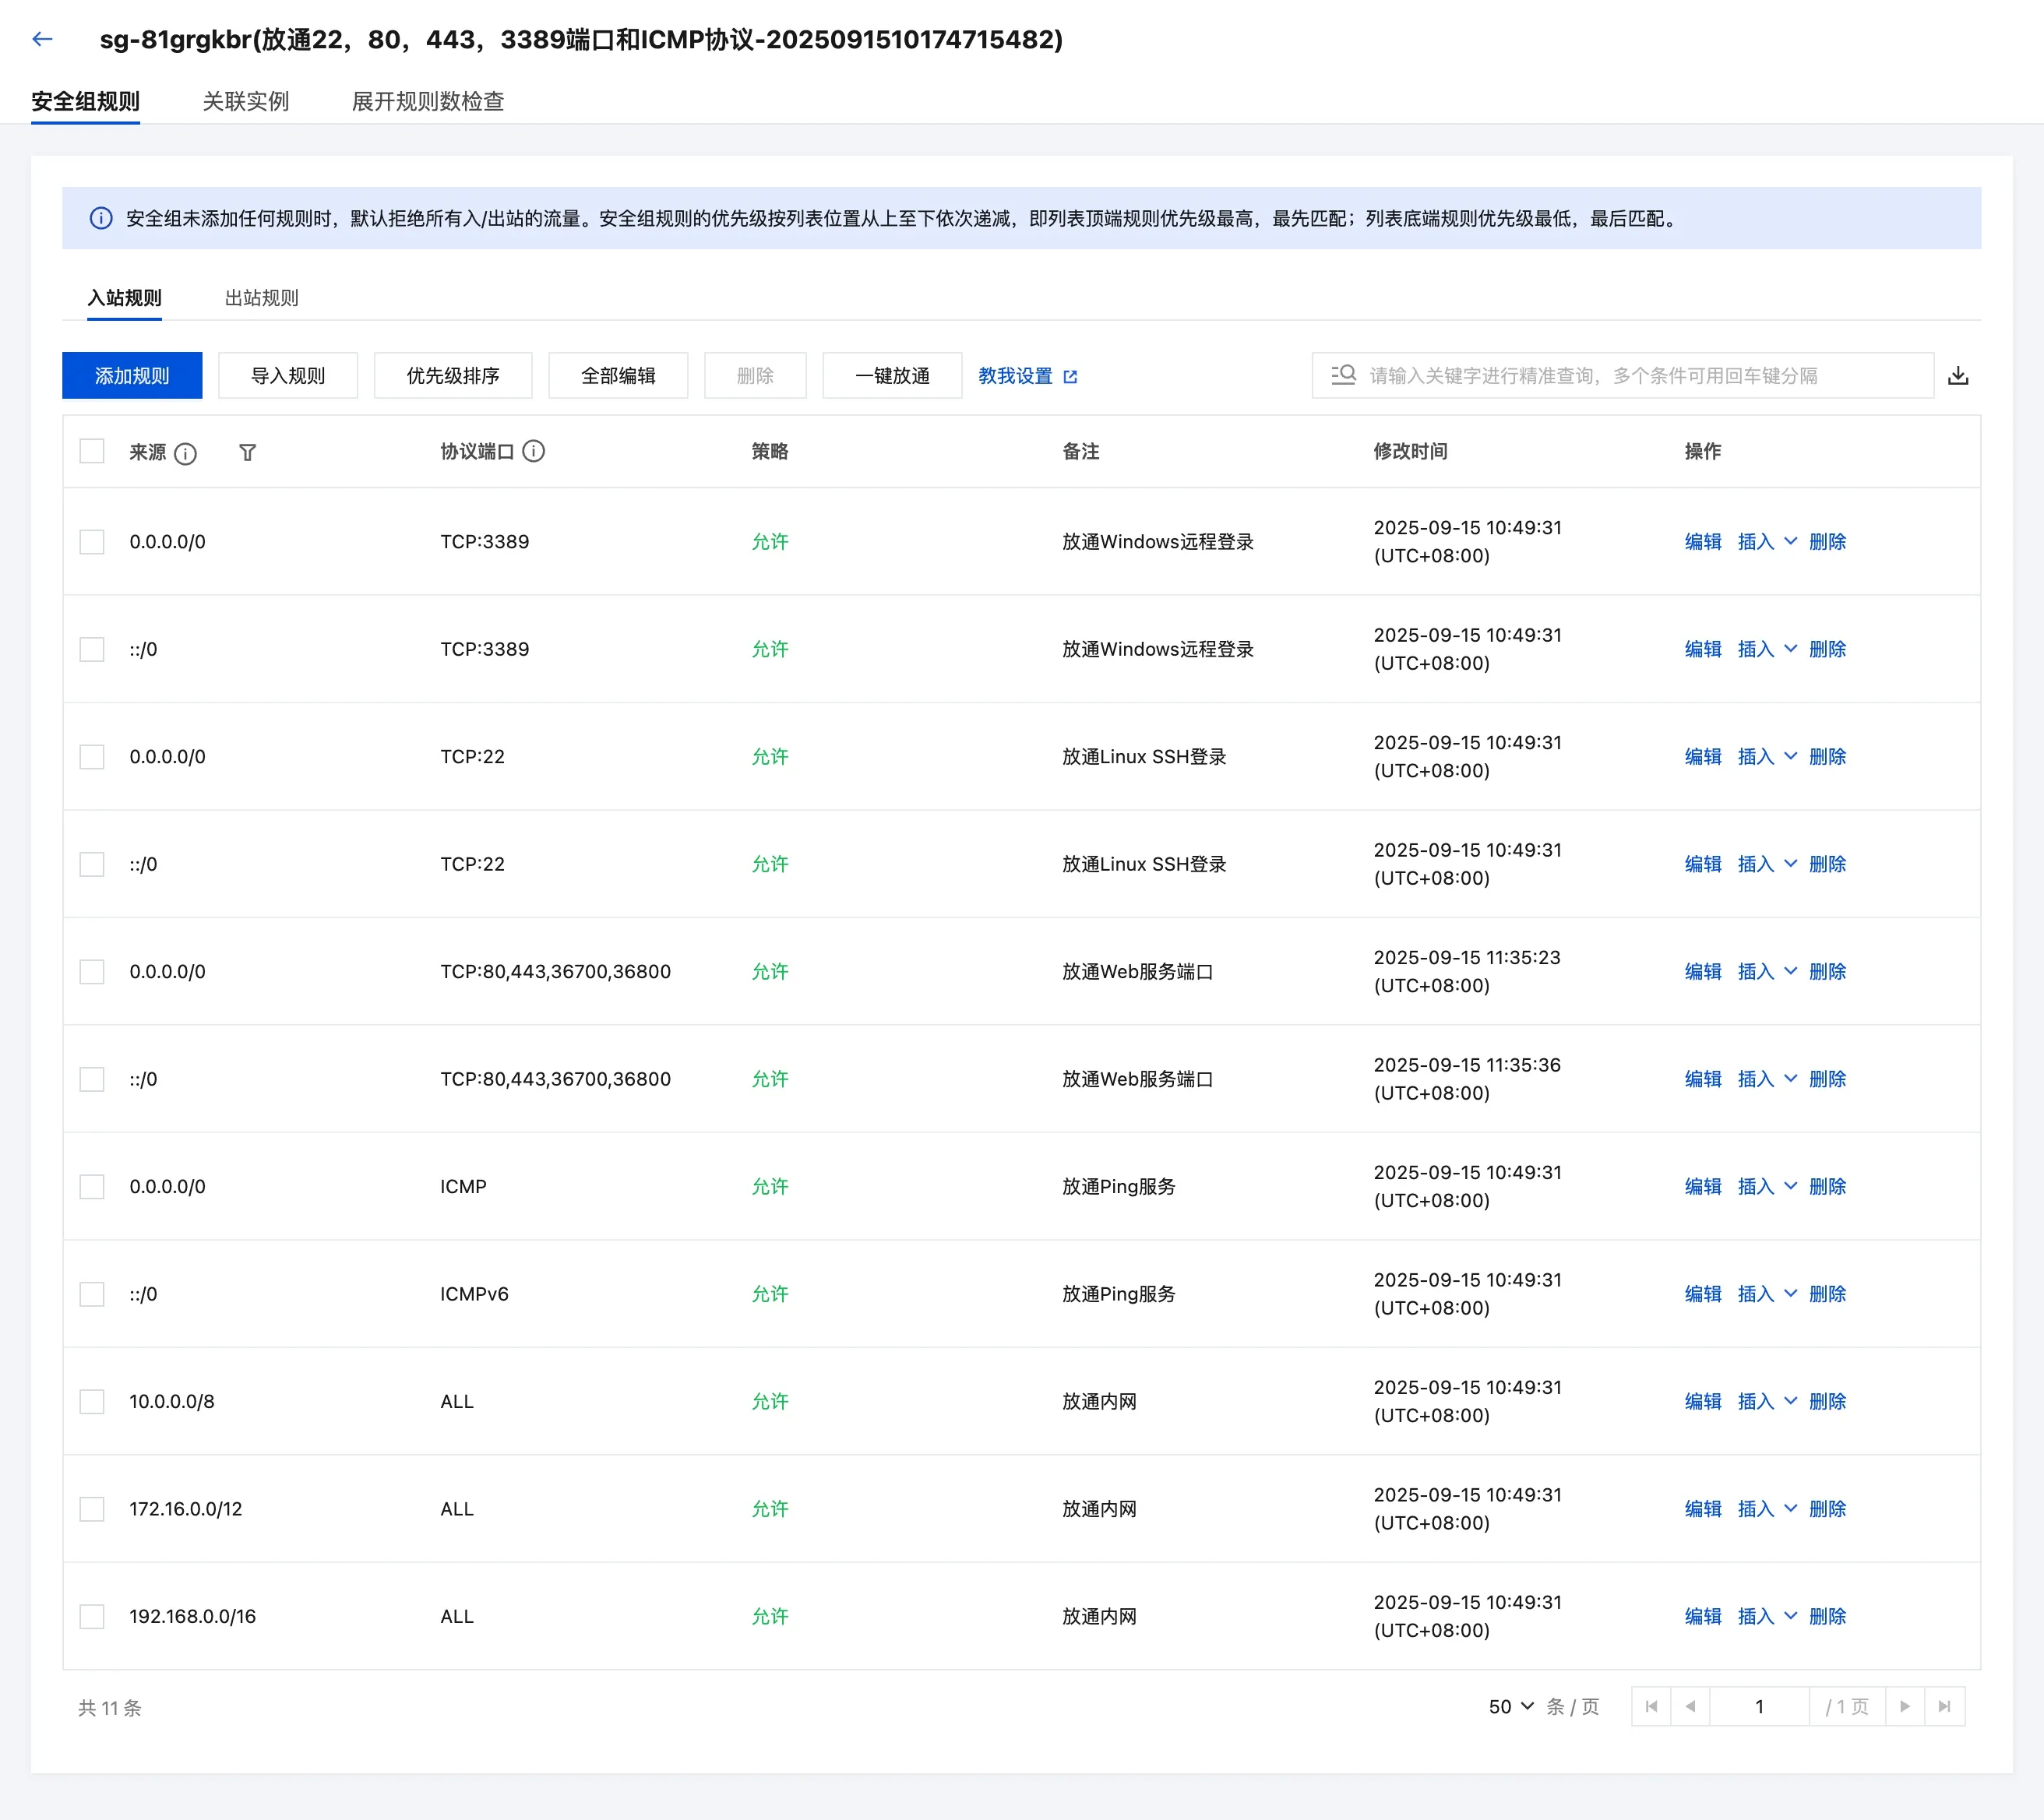 sg-81grgkbr(放通22，80，443，3389端口和ICMP协议-2025091510174715482)
安全组规则 关联实例 展开规则数检查
安全组未添加任何规则时，默认拒绝所有入/出站的流量。安全组规则的优先级按列表位置从上至下依次递减，即列表顶端规则优先级最高，最先匹配；列表底端规则优先级最低，最后匹配。
入站规则 出站规则
添加规则 导入规则 优先级排序 全部编辑 删除 一键放通 教我设置 请输入关键字进行精准查询，多个条件可用回车键分隔
来源 协议端口 策略 备注 修改时间 操作
0.0.0.0/0 TCP:3389 允许 放通Windows远程登录 2025-09-15 10:49:31 编辑 插入 删除
(UTC+08:00)
::/0 TCP:3389 允许 放通Windows远程登录 2025-09-15 10:49:31 编辑 插入 删除
(UTC+08:00)
0.0.0.0/0 TCP:22 允许 放通Linux SSH登录 2025-09-15 10:49:31 编辑 插入 删除
(UTC+08:00)
::/0 TCP:22 允许 放通Linux SSH登录 2025-09-15 10:49:31 编辑 插入 删除
(UTC+08:00)
0.0.0.0/0 TCP:80,443,36700,36800 允许 放通Web服务端口 2025-09-15 11:35:23 编辑 插入 删除
(UTC+08:00)
::/0 TCP:80,443,36700,36800 允许 放通Web服务端口 2025-09-15 11:35:36 编辑 插入 删除
(UTC+08:00)
0.0.0.0/0 ICMP 允许 放通Ping服务 2025-09-15 10:49:31 编辑 插入 删除
(UTC+08:00)
::/0 ICMPv6 允许 放通Ping服务 2025-09-15 10:49:31 编辑 插入 删除
(UTC+08:00)
10.0.0.0/8 ALL 允许 放通内网 2025-09-15 10:49:31 编辑 插入 删除
(UTC+08:00)
172.16.0.0/12 ALL 允许 放通内网 2025-09-15 10:49:31 编辑 插入 删除
(UTC+08:00)
192.168.0.0/16 ALL 允许 放通内网 2025-09-15 10:49:31 编辑 插入 删除
(UTC+08:00)
共 11 条 50 条 / 页 1 / 1 页